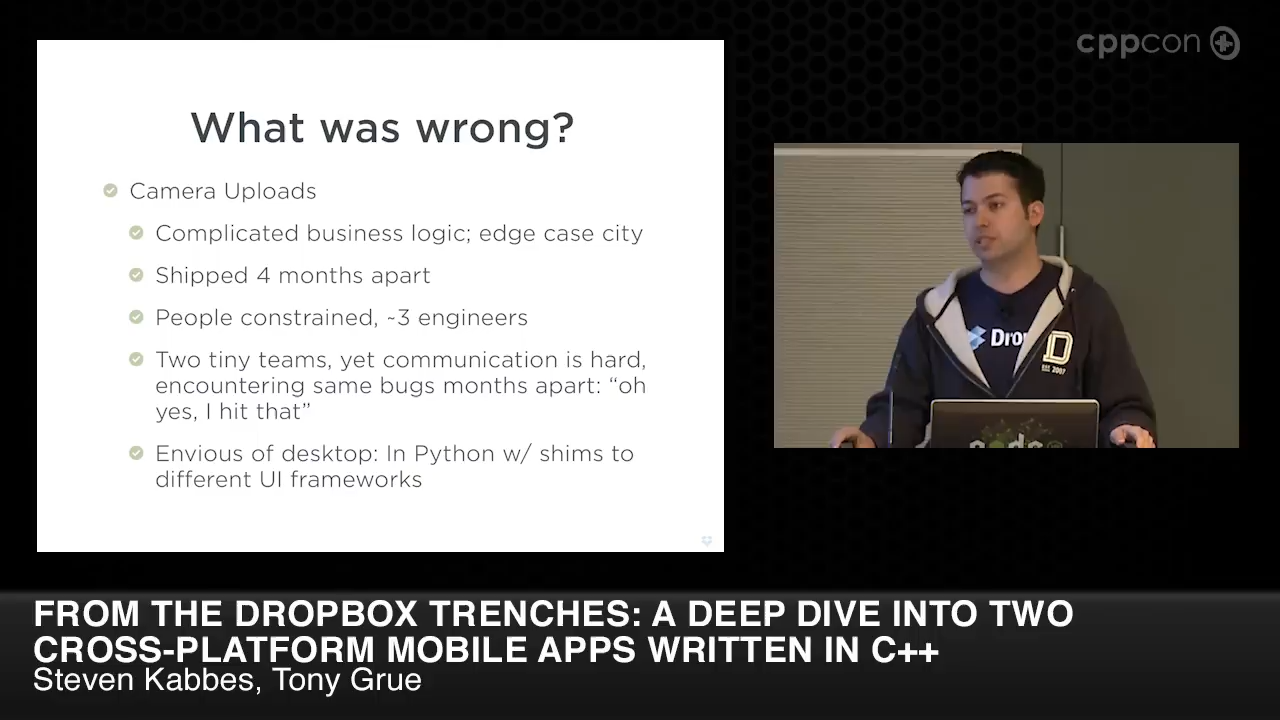 cppcon
What was wrong?
Camera Uploads
Complicated business logic; edge case city
Shipped 4 months apart
People constrained, ~3 engineers
Two tiny teams, yet communication is hard,
encountering same bugs months apart: “oh
yes, I hit that”
Envious of desktop: In Python w/ shims to
different UI frameworks
Dro
D
2007
FROM THE DROPBOX TRENCHES: A DEEP DIVE INTO TWO
CROSS-PLATFORM MOBILE APPS WRITTEN IN C++
Steven Kabbes, Tony Grue